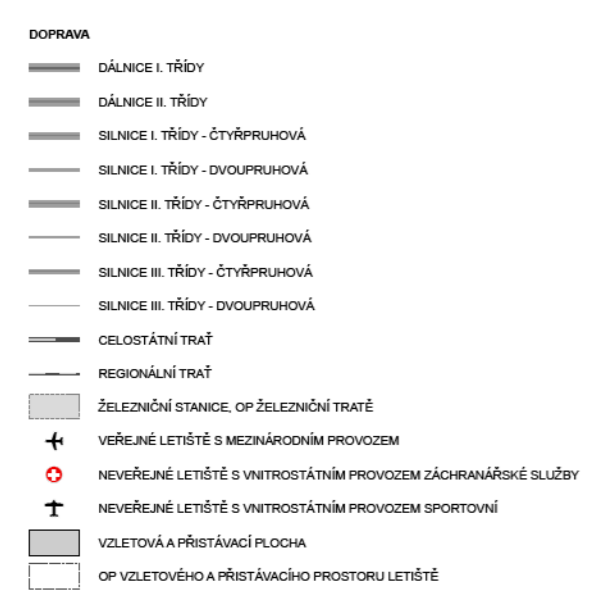 DOPRAVA
DÁLNICE I. TŘÍDY
DÁLNICE II. TŘÍDY
SILNICE I. TŘÍDY - ČTYŘPRUHOVÁ
SILNICE I. TŘÍDY - DVOUPRUHOVÁ
SILNICE II. TŘÍDY - ČTYŘPRUHOVÁ
SILNICE II. TŘÍDY - DVOUPRUHOVÁ
SILNICE III. TŘÍDY - ČTYŘPRUHOVÁ
SILNICE III. TŘÍDY - DVOUPRUHOVÁ
CELOSTÁTNÍ TRAŤ
REGIONÁLNÍ TRAŤ
ŽELEZNIČNÍ STANICE, OP ŽELEZNIČNÍ TRATĚ
VEŘEJNÉ LETIŠTĚ S MEZINÁRODNÍM PROVOZEM
NEVEŘEJNÉ LETIŠTĚ S VNITROSTÁTNÍM PROVOZEM ZÁCHRANÁŘSKÉ SLUŽBY
NEVEŘEJNÉ LETIŠTĚ S VNITROSTÁTNÍM PROVOZEM SPORTOVNÍ
VZLETOVÁ A PŘISTÁVACÍ PLOCHA
OP VZLETOVÉHO A PŘISTÁVACÍHO PROSTORU LETIŠTĚ